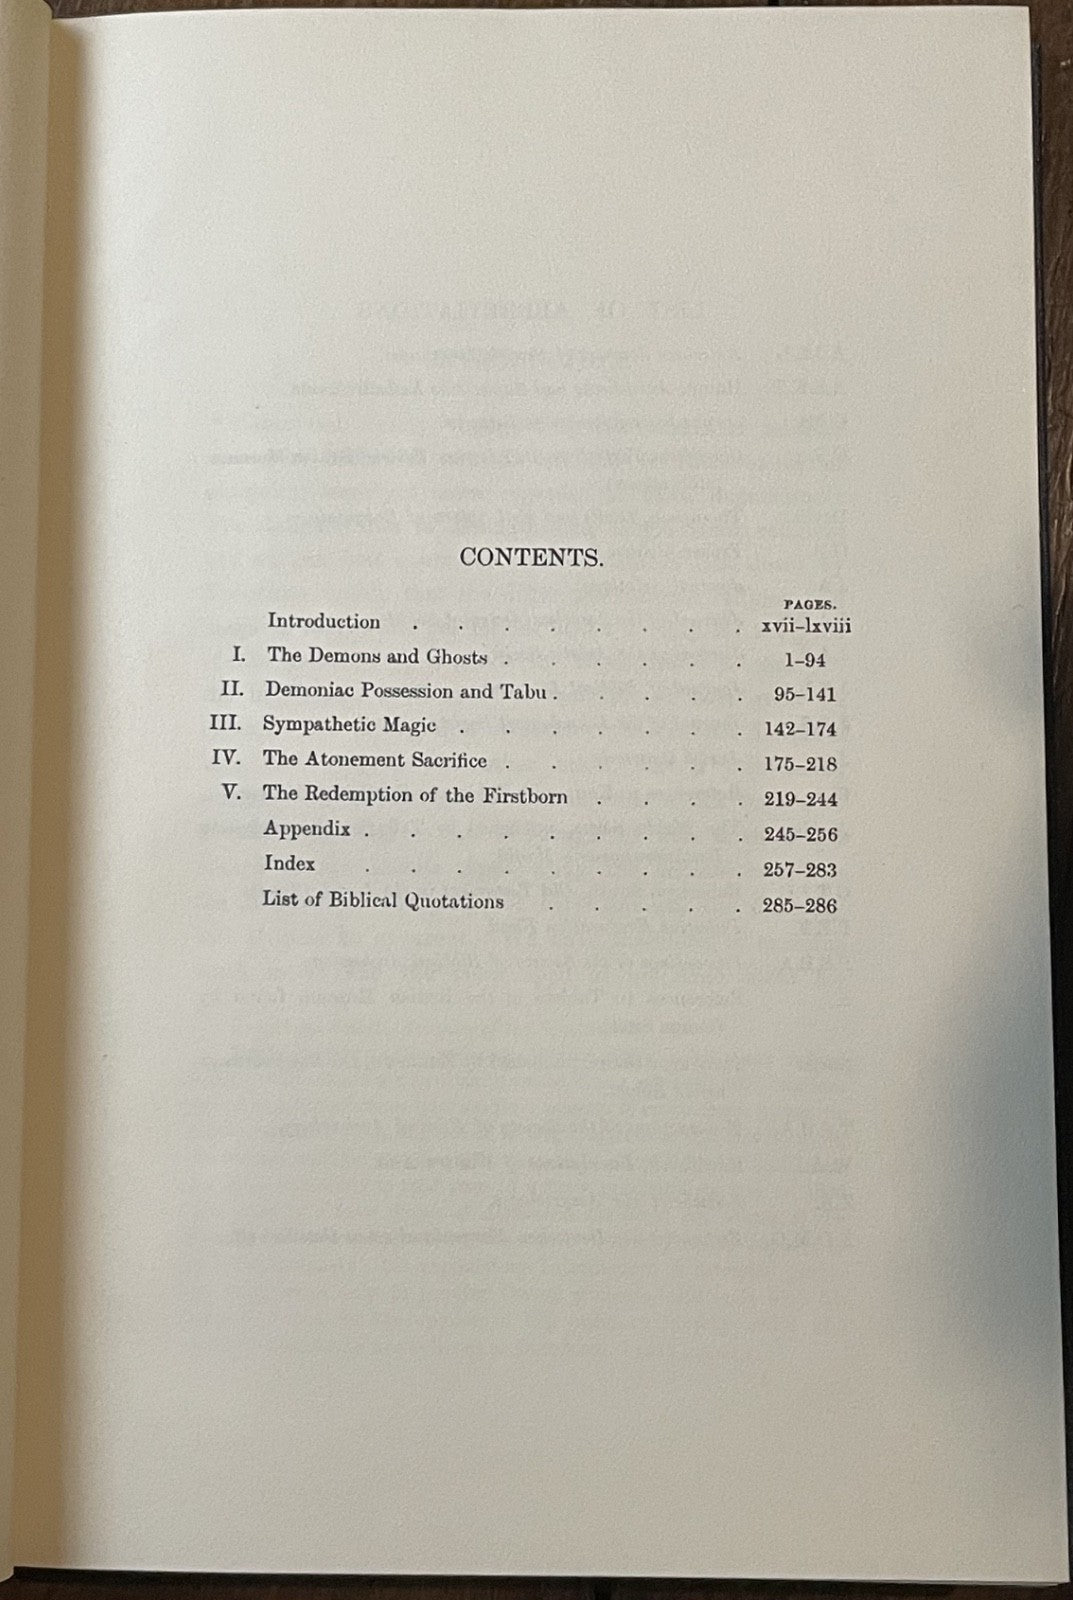 CONTENTS.
PAGES.
Introduction . . . . . . . . xvii–lxviii
I. The Demons and Ghosts . . . . . . 1–94
II. Demoniac Possession and Tabu . . . . . 95–141
III. Sympathetic Magic . . . . . . . 142–174
IV. The Atonement Sacrifice . . . . . . 175–218
V. The Redemption of the Firstborn . . . . 219–244
Appendix . . . . . . . . . 245–256
Index . . . . . . . . . 257–283
List of Biblical Quotations . . . . . 285–286